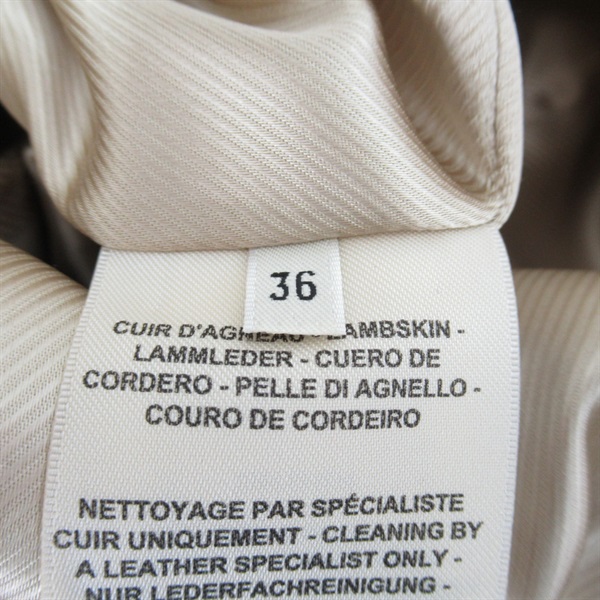 36
CUIR D'AGNEAU - LAMBSKIN -
LAMMLEDER - CUERO DE
CORDERO - PELLE DI AGNELLO -
COURO DE CORDEIRO
NETTOYAGE PAR SPÉCIALISTE
CUIR UNIQUEMENT - CLEANING BY
A LEATHER SPECIALIST ONLY -
NUR LEDERFACHREINIGUNG -